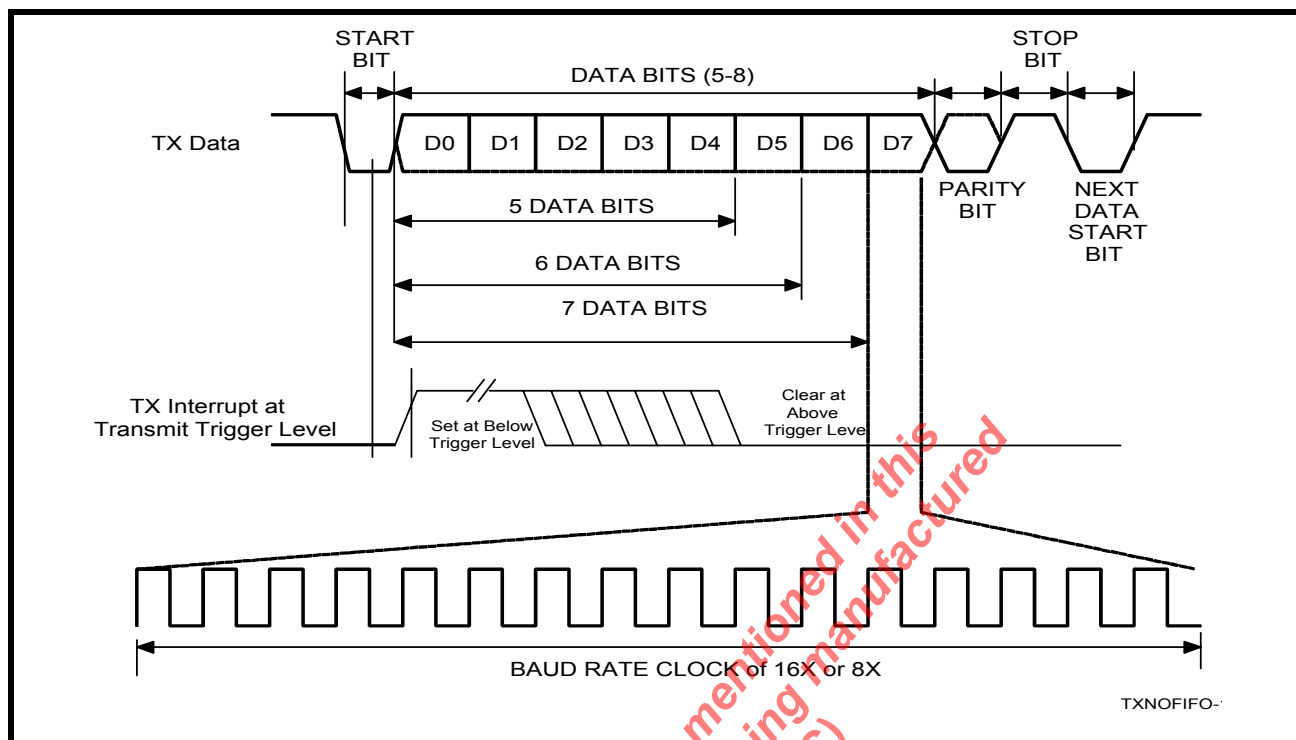 START
BIT
STOP
BIT
DATA BITS (5-8)
TX Data
D0 D1 D2 D3 D4 D5 D6 D7
PARITY
BIT
NEXT
DATA
START
BIT
5 DATA BITS
6 DATA BITS
7 DATA BITS
TX Interrupt at
Transmit Trigger Level
Set at Below
Trigger Level
Clear at
Above
Trigger Level
BAUD RATE CLOCK of 16X or 8X
TXNOFIFO-
mentioned in this
ing manufactured